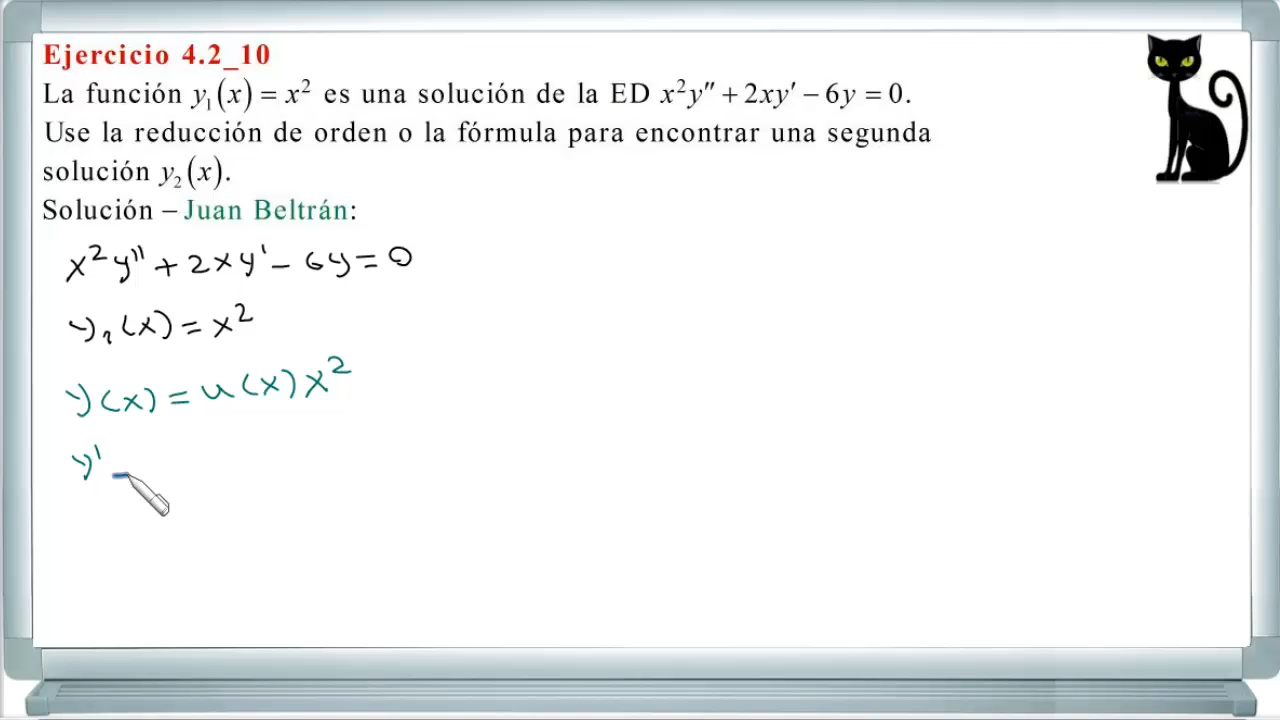 Ejercicio 4.2_10
La función y₁(x) = x² es una solución de la ED x²y″ + 2xy′ − 6y = 0.
Use la reducción de orden o la fórmula para encontrar una segunda
solución y₂(x).
Solución – Juan Beltrán:
x²y″ + 2xy′ − 6y = 0
y₁(x) = x²
y(x) = u(x)x²
y′ −